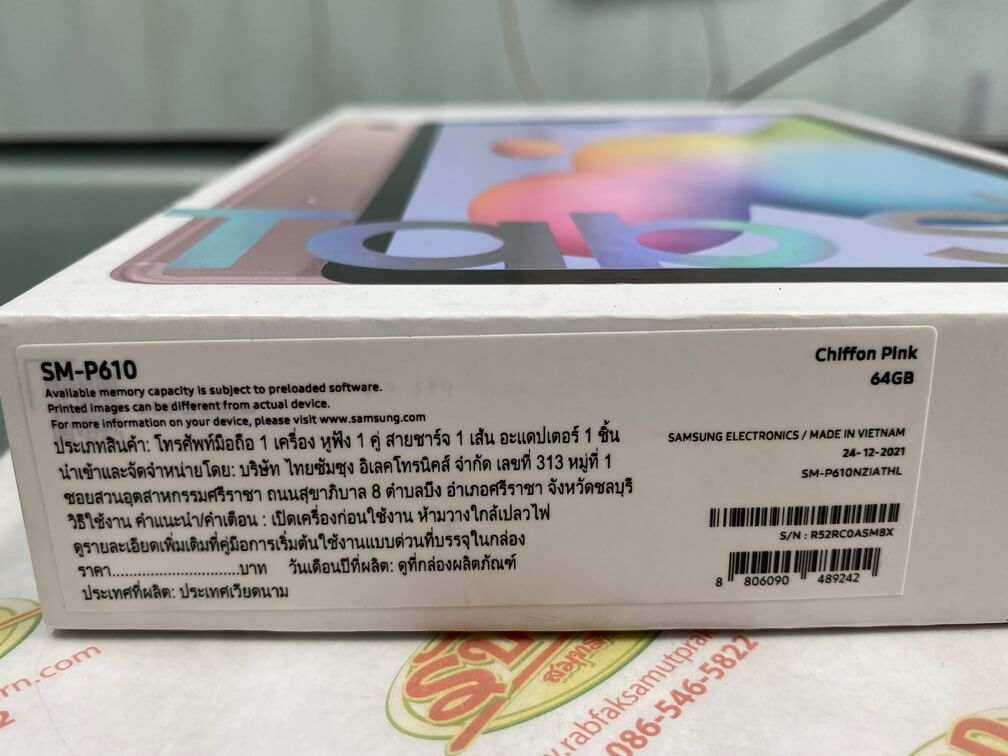 Tab S
SM-P610
Available memory capacity is subject to preloaded software.
Printed images can be different from actual device.
For more information on your device, please visit www.samsung.com
ประเภทสินค้า: โทรศัพท์มือถือ 1 เครื่อง หูฟัง 1 คู่ สายชาร์จ 1 เส้น อะแดปเตอร์ 1 ชิ้น
นำเข้าและจัดจำหน่ายโดย: บริษัท ไทยซัมซุง อิเลคโทรนิคส์ จำกัด เลขที่ 313 หมู่ที่ 1
ซอยสวนอุตสาหกรรมศรีราชา ถนนสุขาภิบาล 8 ตำบลบึง อำเภอศรีราชา จังหวัดชลบุรี
วิธีใช้งาน คำแนะนำ/คำเตือน : เปิดเครื่องก่อนใช้งาน ห้ามวางใกล้เปลวไฟ
ดูรายละเอียดเพิ่มเติมที่คู่มือการเริ่มต้นใช้งานแบบด่วนที่บรรจุในกล่อง
ราคา..............................บาท วันเดือนปีที่ผลิต: ดูที่กล่องผลิตภัณฑ์
ประเทศที่ผลิต: ประเทศเวียดนาม
Chiffon Pink
64GB
SAMSUNG ELECTRONICS / MADE IN VIETNAM
24-12-2021
SM-P610NZIATHL
S/N : R52RC0ASM8X
8 806090 489242
rn.com
2
สมุทรป
www.rabfaksamutprak
086-546-5822